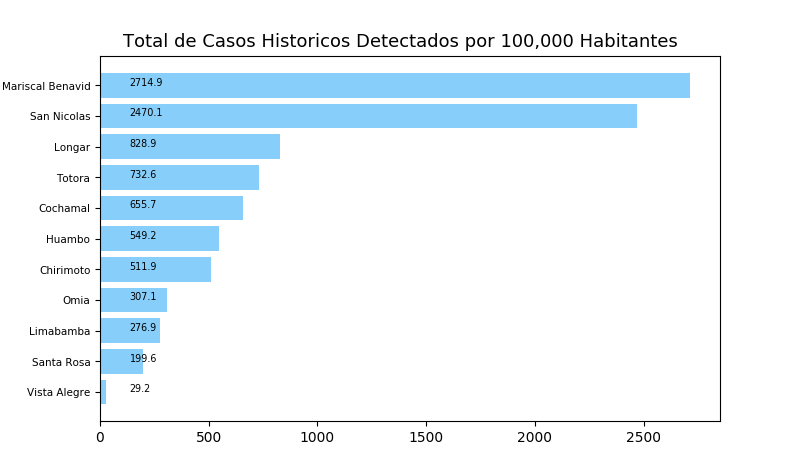 Total de Casos Historicos Detectados por 100,000 Habitantes
Mariscal Benavid 2714.9
San Nicolas 2470.1
Longar 828.9
Totora 732.6
Cochamal 655.7
Huambo 549.2
Chirimoto 511.9
Omia 307.1
Limabamba 276.9
Santa Rosa 199.6
Vista Alegre 29.2
0 500 1000 1500 2000 2500